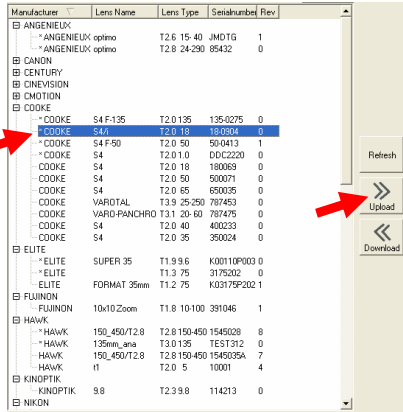 Manufacturer Lens Name Lens Type Serialnumber Rev
ANGENIEUX
*ANGENIEUX optimo T2.6 15-40 JMDTG 1
*ANGENIEUX optimo T2.8 24-290 85432 0
CANON
CENTURY
CINEVISION
CMOTION
COOKE
*COOKE S4 F-135 T2.0 135 135-0275 0
*COOKE S4/i T2.0 18 18-0904 0
*COOKE S4 F-50 T2.0 50 50-0413 1
*COOKE S4 T2.0 1.0 DDC2220 0
COOKE S4 T2.0 18 180069 0
COOKE S4 T2.0 50 500071 0
COOKE S4 T2.0 65 650035 0
COOKE VAROTAL T3.9 25-250 787453 0
COOKE VARO-PANCHRO T3.1 20-60 787475 0
COOKE S4 T2.0 40 400233 0
COOKE S4 T2.0 35 350024 0
ELITE
*ELITE SUPER 35 T1.9 9.6 K00110P003 0
*ELITE T1.3 75 3175202 0
ELITE FORMAT 35mm T1.2 75 K03175P202 1
FUJINON
FUJINON 10x10 Zoom T1.8 10-100 391046 1
HAWK
*HAWK 150_450/T2.8 T2.8 150-450 1545028 8
*HAWK 135mm_ana T3.0 135 TEST312 0
HAWK 150_450/T2.8 T2.8 150-450 1545035A 7
HAWK t1 T2.0 5 10001 4
KINOPTIK
KINOPTIK 9.8 T2.3 9.8 114213 0
NIKON
Refresh
Upload
Download